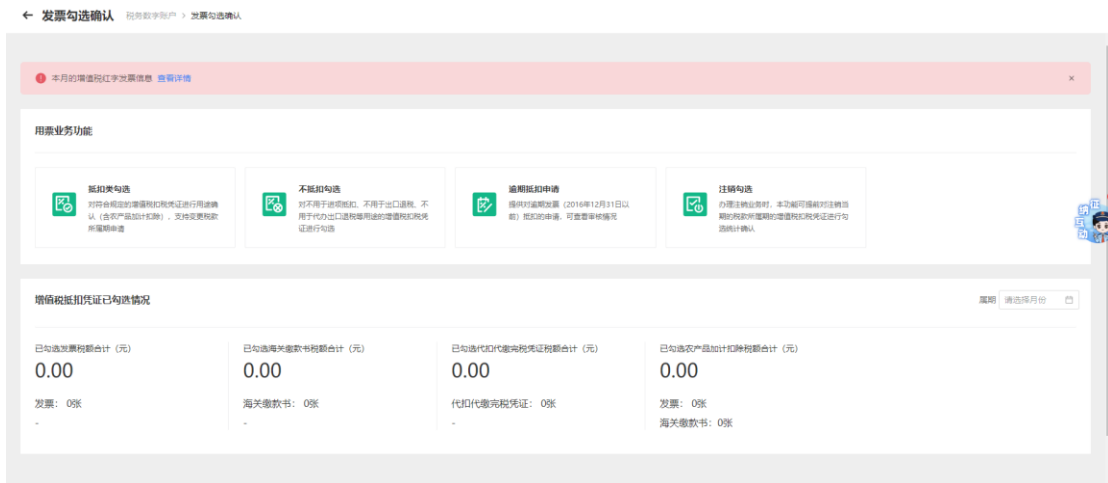 ← 发票勾选确认 税务数字账户 > 发票勾选确认
本月的增值税红字发票信息 查看详情 ×
用票业务功能
抵扣类勾选
对符合规定的增值税扣税凭证进行用途确
认（含农产品加计扣除），支持变更税款
所属期申请
不抵扣勾选
对不用于进项抵扣、不用于出口退税、不
用于代办出口退税等用途的增值税扣税凭
证进行勾选
逾期抵扣申请
提供对逾期发票（2016年12月31日以
前）抵扣的申请，可查看审核情况
注销勾选
办理注销业务时，本功能可提前对注销当
期的税款所属期的增值税扣税凭证进行勾
选统计确认
征
纳
互
动
增值税抵扣凭证已勾选情况
属期 请选择月份
已勾选发票税额合计（元）
0.00
发票： 0张
-
已勾选海关缴款书税额合计（元）
0.00
海关缴款书： 0张
-
已勾选代扣代缴完税凭证税额合计（元）
0.00
代扣代缴完税凭证： 0张
-
已勾选农产品加计扣除税额合计（元）
0.00
发票： 0张
海关缴款书：0张